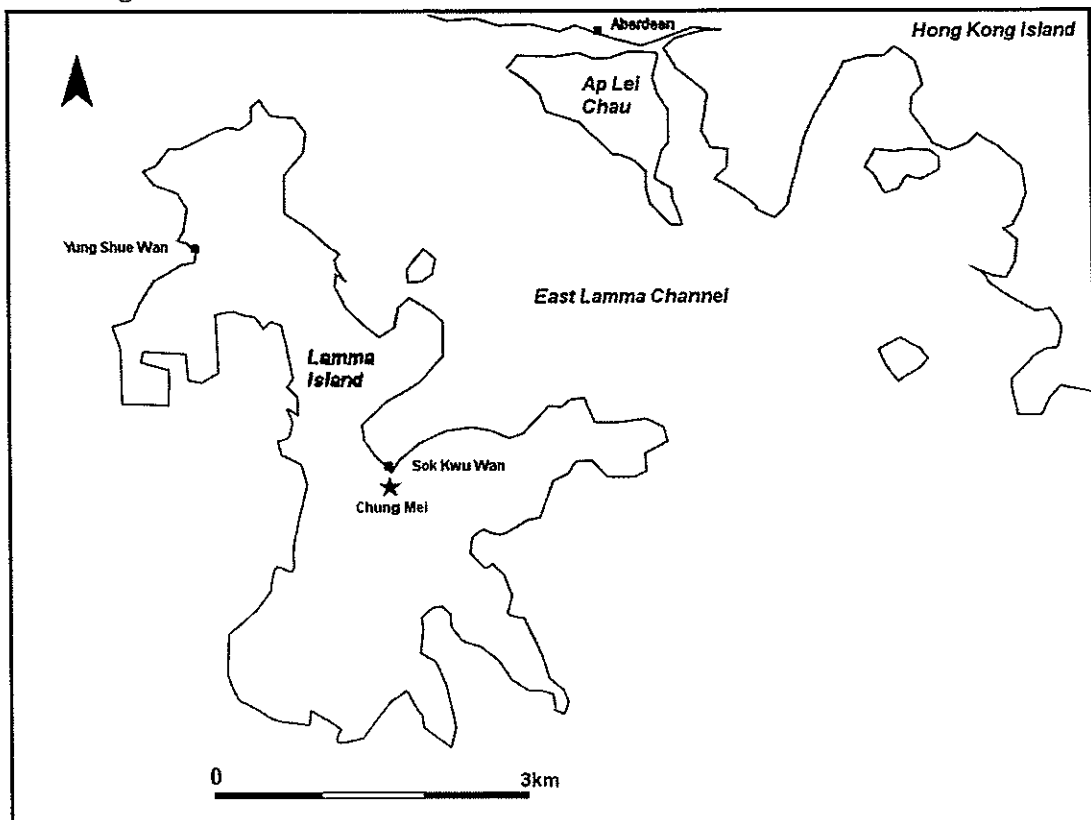 Aberdeen
Hong Kong Island
Ap Lei
Chau
Yung Shue Wan
East Lamma Channel
Lamma
Island
Sok Kwu Wan
Chung Mei
0 3km